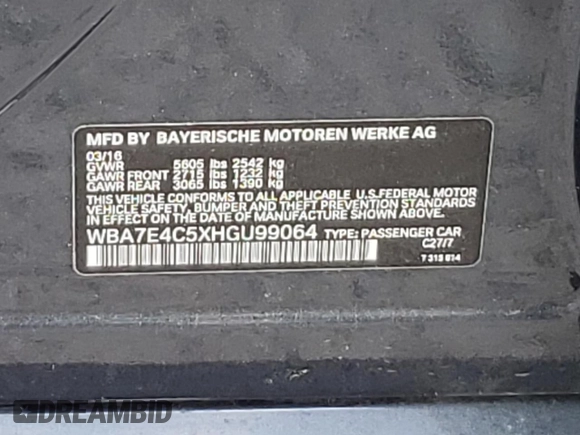 MFD BY BAYERISCHE MOTOREN WERKE AG
03/16
GVWR 5605 lbs 2542 kg
GAWR FRONT 2715 lbs 1232 kg
GAWR REAR 3065 lbs 1390 kg
THIS VEHICLE CONFORMS TO ALL APPLICABLE U.S.FEDERAL MOTOR
VEHICLE SAFETY, BUMPER, AND THEFT PREVENTION STANDARDS
IN EFFECT ON THE DATE OF MANUFACTURE SHOWN ABOVE.
WBA7E4C5XHGU99064 TYPE: PASSENGER CAR
C27/7
7 315 614
DREAMBID